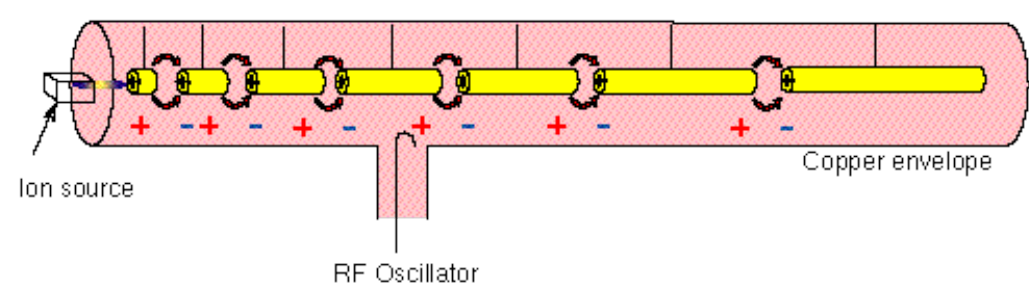 + - + - + - + - + - + -
Copper envelope
Ion source
RF Oscillator